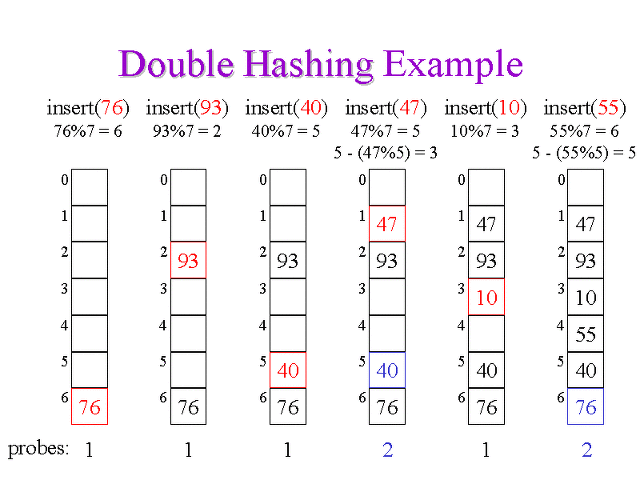 Double Hashing Example
insert(76) insert(93) insert(40) insert(47) insert(10) insert(55)
76%7 = 6 93%7 = 2 40%7 = 5 47%7 = 5 10%7 = 3 55%7 = 6
5 - (47%5) = 3 5 - (55%5) = 5
0 0 0 0 0 0
1 1 1 1 47 1 47 1 47
2 2 93 2 93 2 93 2 93 2 93
3 3 3 3 3 10 3 10
4 4 4 4 4 4 55
5 5 5 40 5 40 5 40 5 40
6 76 6 76 6 76 6 76 6 76 6 76
probes: 1 1 1 2 1 2